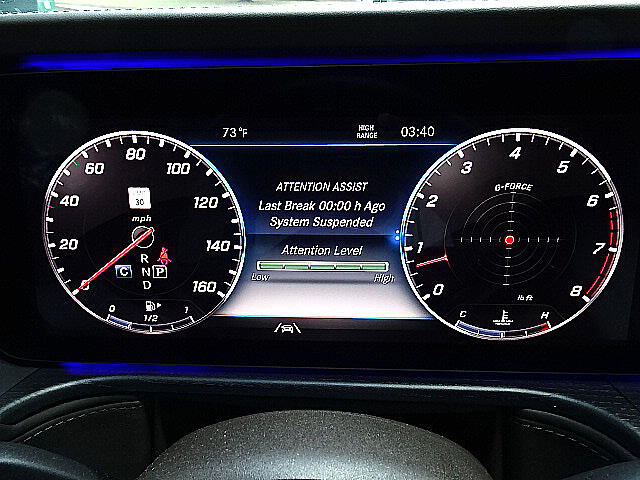 73°F
HIGH
RANGE
03:40
0
20
40
60
80
100
120
140
160
30
mph
R
N
D
C
P
0
1/2
1
ATTENTION ASSIST
Last Break 00:00 h Ago
System Suspended
Attention Level
Low
High
0
1
2
3
4
5
6
7
8
G-FORCE
lb ft
C
H